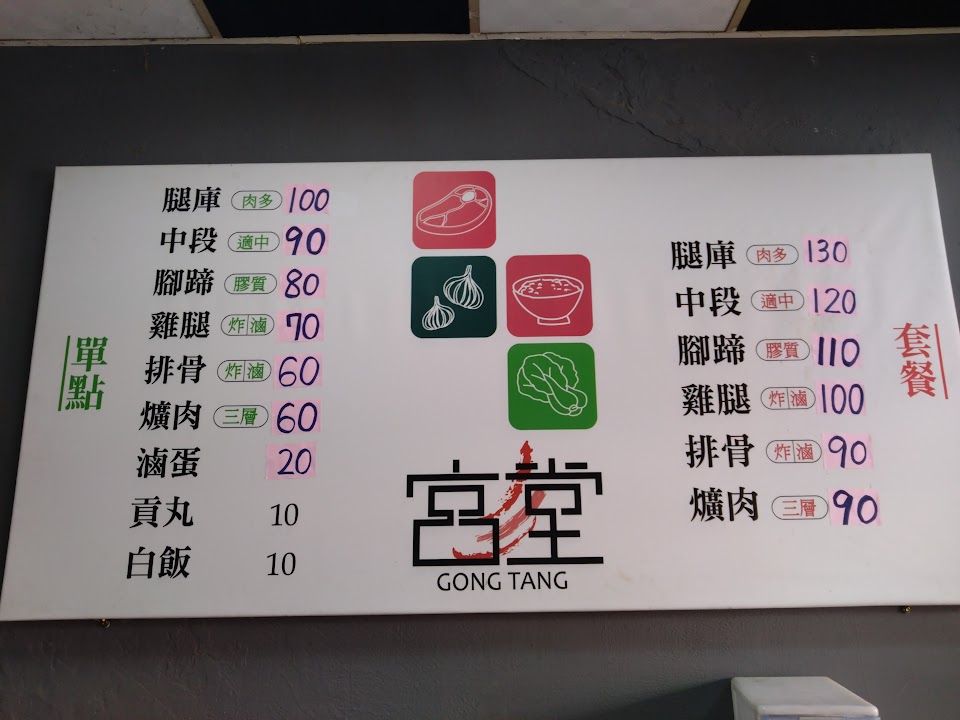 單點
腿庫 肉多 100
中段 適中 90
腳蹄 膠質 80
雞腿 炸 滷 70
排骨 炸 滷 60
爌肉 三層 60
滷蛋 20
貢丸 10
白飯 10
宮堂
GONG TANG
套餐
腿庫 肉多 130
中段 適中 120
腳蹄 膠質 110
雞腿 炸 滷 100
排骨 炸 滷 90
爌肉 三層 90